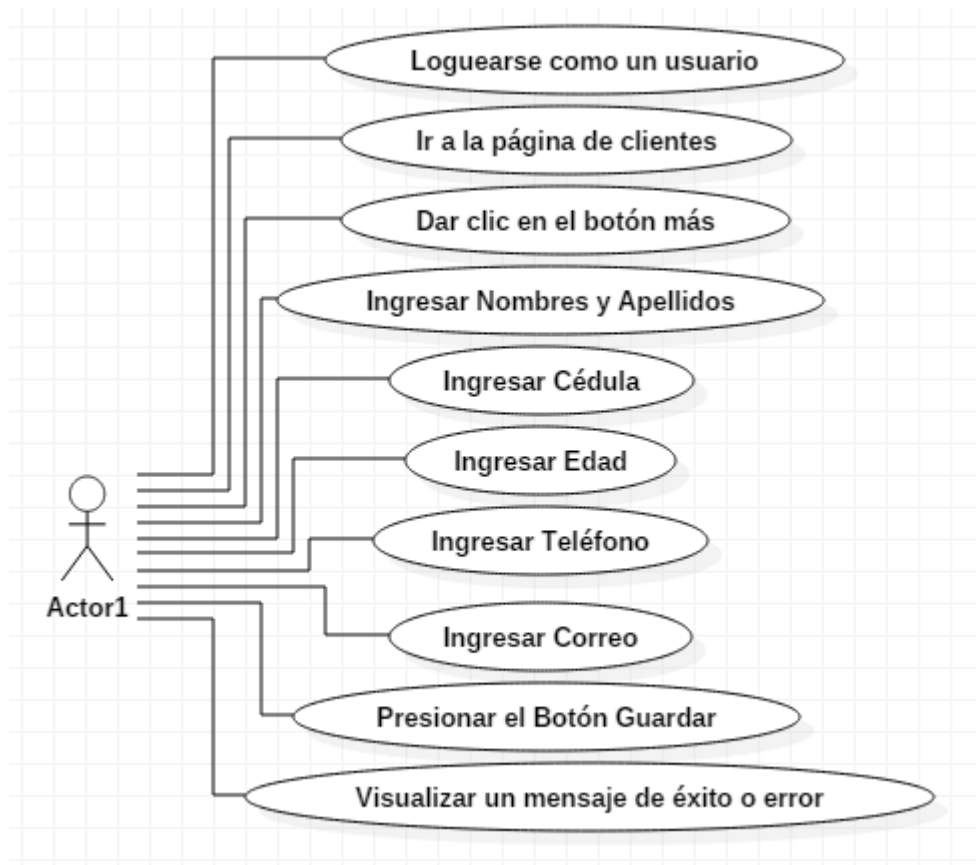 Loguearse como un usuario
Ir a la página de clientes
Dar clic en el botón más
Ingresar Nombres y Apellidos
Ingresar Cédula
Ingresar Edad
Ingresar Teléfono
Actor1
Ingresar Correo
Presionar el Botón Guardar
Visualizar un mensaje de éxito o error